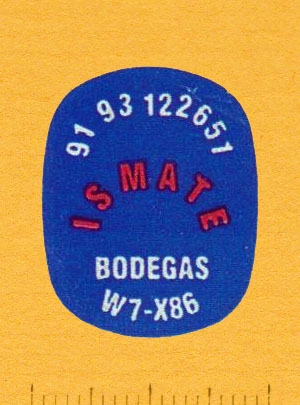 91 93 122651
ISMATE
BODEGAS
W7-X86